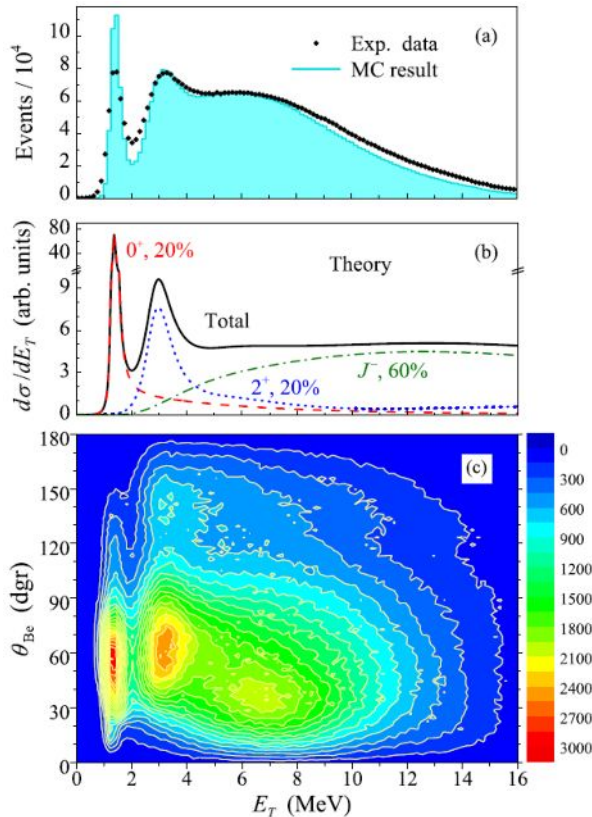 (a)
Exp. data
MC result
Events / 10⁴
10
8
6
4
2
0
(b)
Theory
dσ/dE_T (arb. units)
80
40
9
6
3
0
0⁺, 20%
Total
2⁺, 20%
J⁻, 60%
(c)
θ_Be (dgr)
180
150
120
90
60
30
0
0 2 4 6 8 10 12 14 16
E_T (MeV)
0
300
600
900
1200
1500
1800
2100
2400
2700
3000